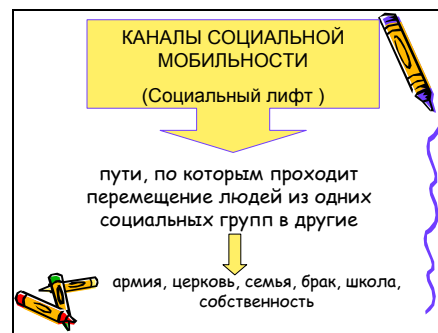 КАНАЛЫ СОЦИАЛЬНОЙ
МОБИЛЬНОСТИ
(Социальный лифт )
пути, по которым проходит
перемещение людей из одних
социальных групп в другие
армия, церковь, семья, брак, школа,
собственность